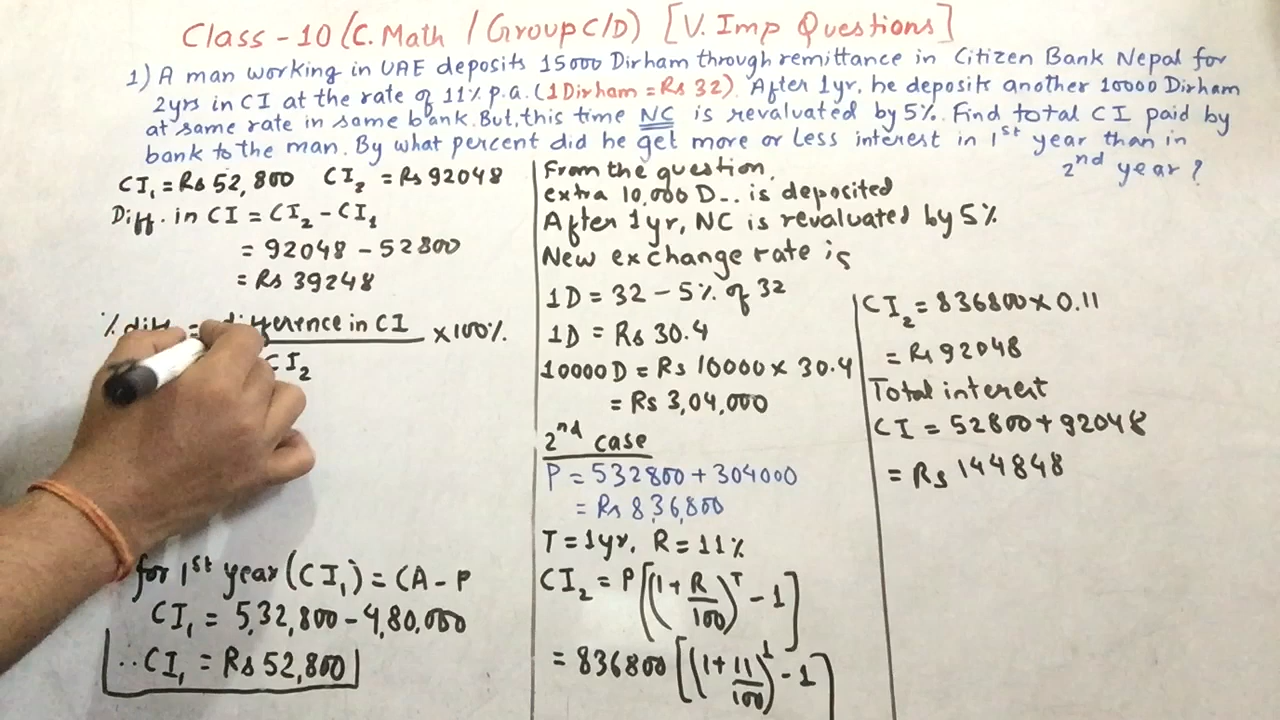 Class - 10 (C. Math / Group C/D) [V. Imp Questions]
1) A man working in UAE deposits 15000 Dirham through remittance in Citizen Bank Nepal for
2yrs in CI at the rate of 11% p.a. (1 Dirham = Rs 32). After 1yr, he deposits another 10000 Dirham
at same rate in same bank. But, this time NC is revaluated by 5%. Find total CI paid by
bank to the man. By what percent did he get more or less interest in 1st year than in
2nd year?
CI₁ = Rs 52,800 CI₂ = Rs 92048
Diff. in CI = CI₂ - CI₁
= 92048 - 52800
= Rs 39248
difference in CI × 100%
CI₂
for 1st year (CI₁) = CA - P
CI₁ = 5,32,800 - 4,80,000
∴ CI₁ = Rs 52,800
From the question,
extra 10,000 D.. is deposited
After 1yr, NC is revaluated by 5%
New exchange rate is
1D = 32 - 5% of 32
1D = Rs 30.4
10000D = Rs 10000 × 30.4
= Rs 3,04,000
2nd case
P = 532800 + 304000
= Rs 8,36,800
T = 1yr, R = 11%
CI₂ = P[(1 + R/100)^T - 1]
= 836800 [(1 + 11/100)^1 - 1]
CI₂ = 836800 × 0.11
= Rs 92048
Total interest
CI = 52800 + 92048
= Rs 144848